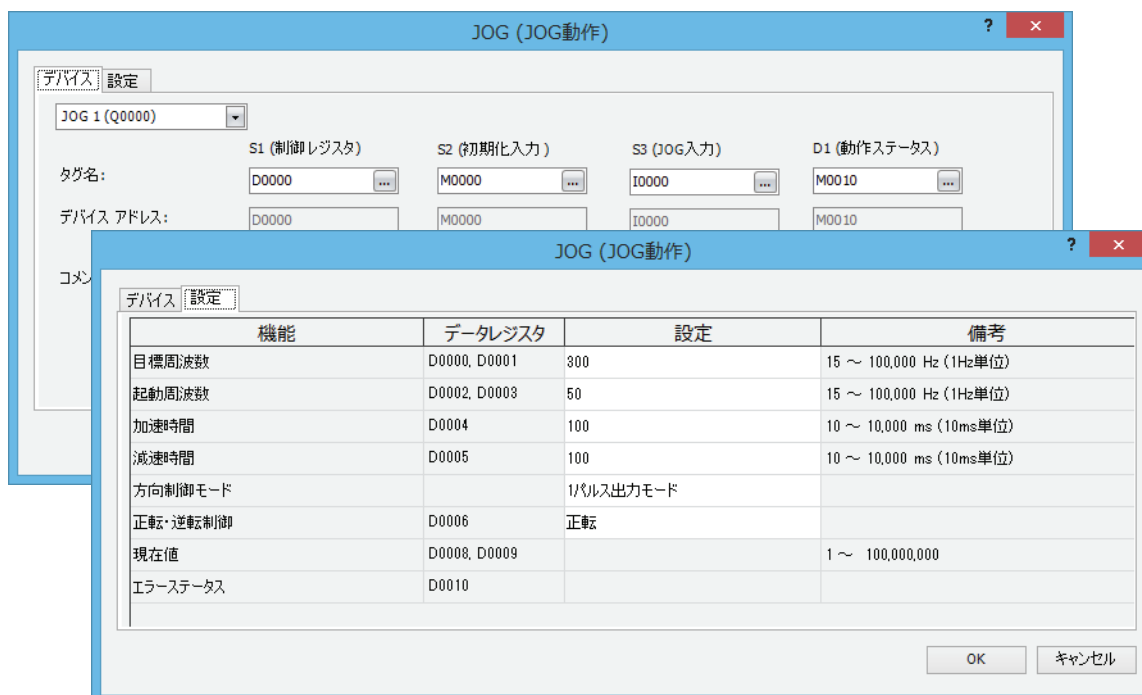 JOG (JOG動作)
? ×
デバイス 設定
JOG 1 (Q0000)
S1 (制御レジスタ) S2 (初期化入力) S3 (JOG入力) D1 (動作ステータス)
タグ名: D0000 ... M0000 ... I0000 ... M0010 ...
デバイス アドレス: D0000 M0000 I0000 M0010
コメン
JOG (JOG動作)
? ×
デバイス 設定
機能 データレジスタ 設定 備考
目標周波数 D0000, D0001 300 15 ～ 100,000 Hz (1Hz単位)
起動周波数 D0002, D0003 50 15 ～ 100,000 Hz (1Hz単位)
加速時間 D0004 100 10 ～ 10,000 ms (10ms単位)
減速時間 D0005 100 10 ～ 10,000 ms (10ms単位)
方向制御モード 1パルス出力モード
正転・逆転制御 D0006 正転
現在値 D0008, D0009 1 ～ 100,000,000
エラーステータス D0010
OK キャンセル